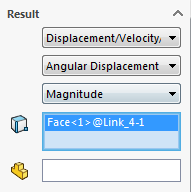 Result
Displacement/Velocity/
Angular Displacement
Magnitude
Face<1>@Link_4-1